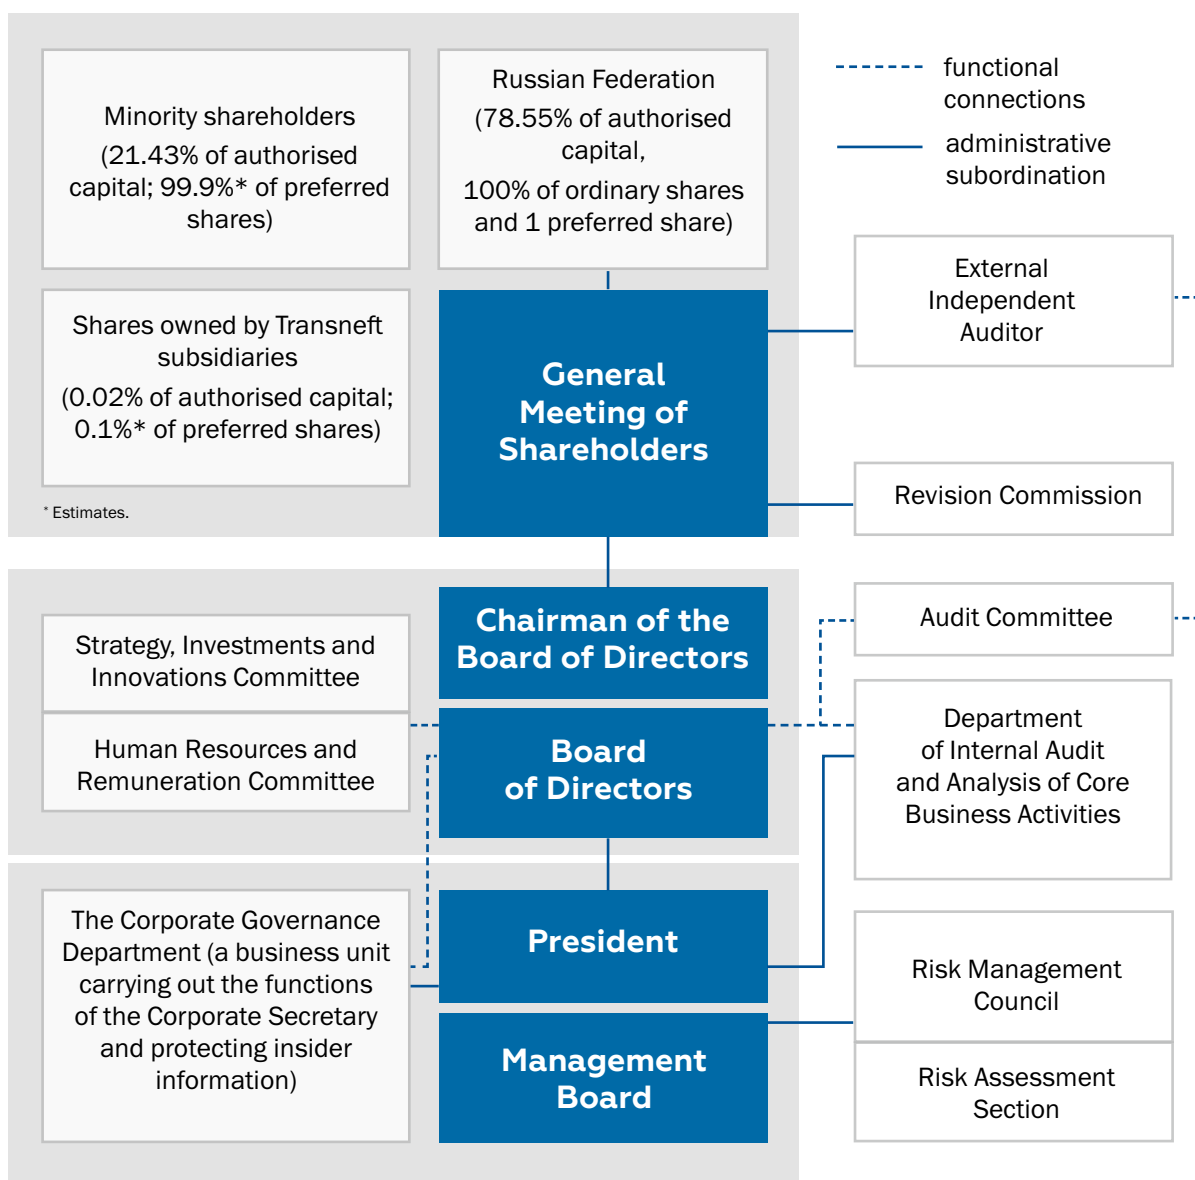 Minority shareholders
(21.43% of authorised
capital; 99.9%* of preferred
shares)
Russian Federation
(78.55% of authorised
capital,
100% of ordinary shares
and 1 preferred share)
functional
connections
administrative
subordination
Shares owned by Transneft
subsidiaries
(0.02% of authorised capital;
0.1%* of preferred shares)
* Estimates.
General
Meeting of
Shareholders
External
Independent
Auditor
Revision Commission
Strategy, Investments and
Innovations Committee
Human Resources and
Remuneration Committee
Chairman of the
Board of Directors
Board
of Directors
Audit Committee
Department
of Internal Audit
and Analysis of Core
Business Activities
The Corporate Governance
Department (a business unit
carrying out the functions
of the Corporate Secretary
and protecting insider
information)
President
Management
Board
Risk Management
Council
Risk Assessment
Section